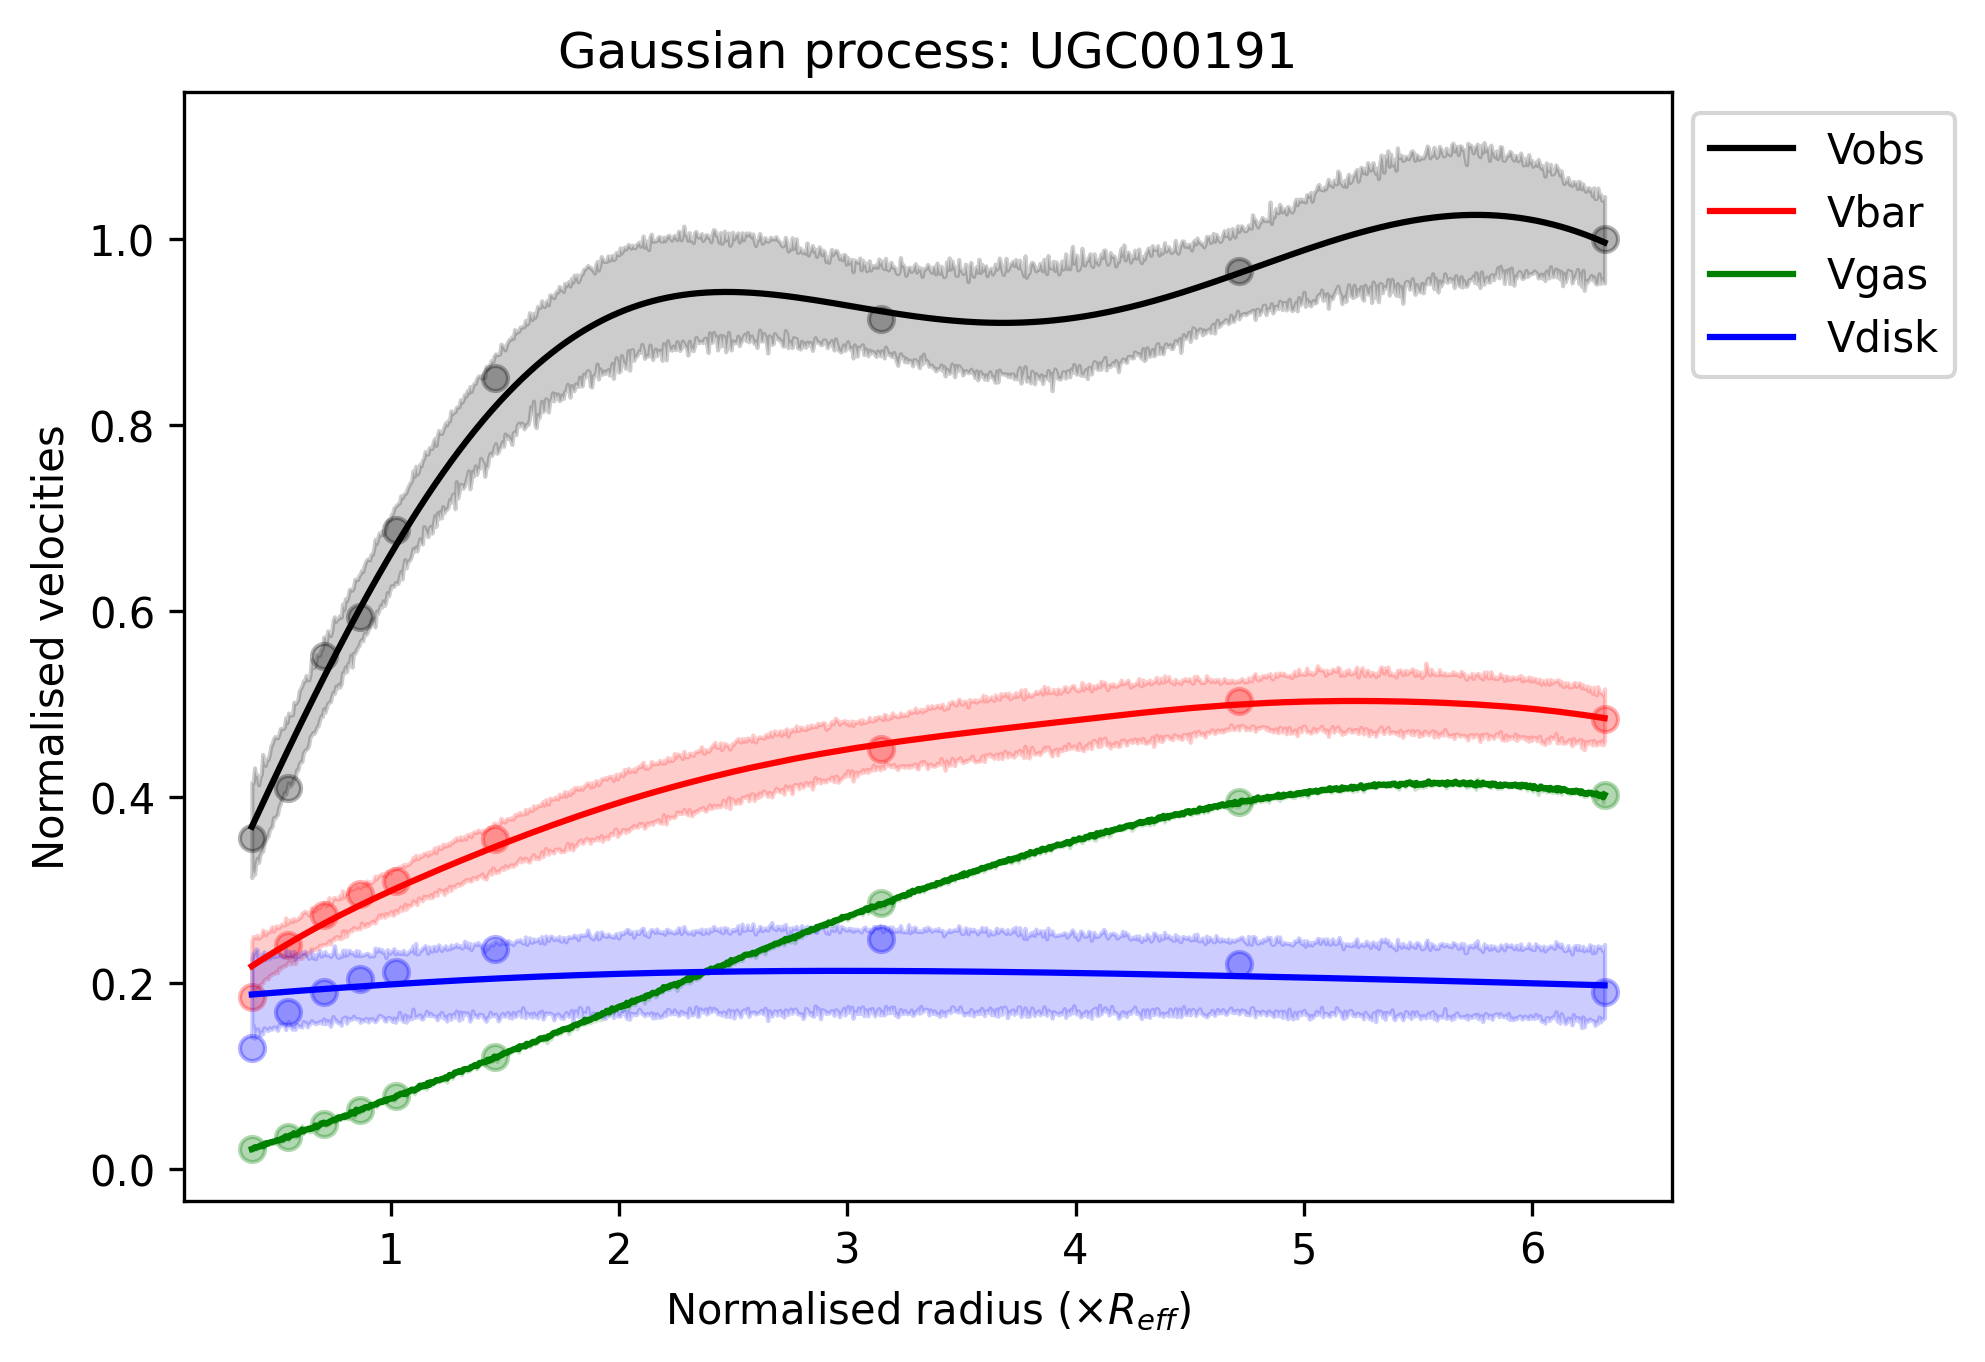 Gaussian process: UGC00191
Vobs
Vbar
Vgas
Vdisk
Normalised velocities
1.0
0.8
0.6
0.4
0.2
0.0
1 2 3 4 5 6
Normalised radius (×R_eff)